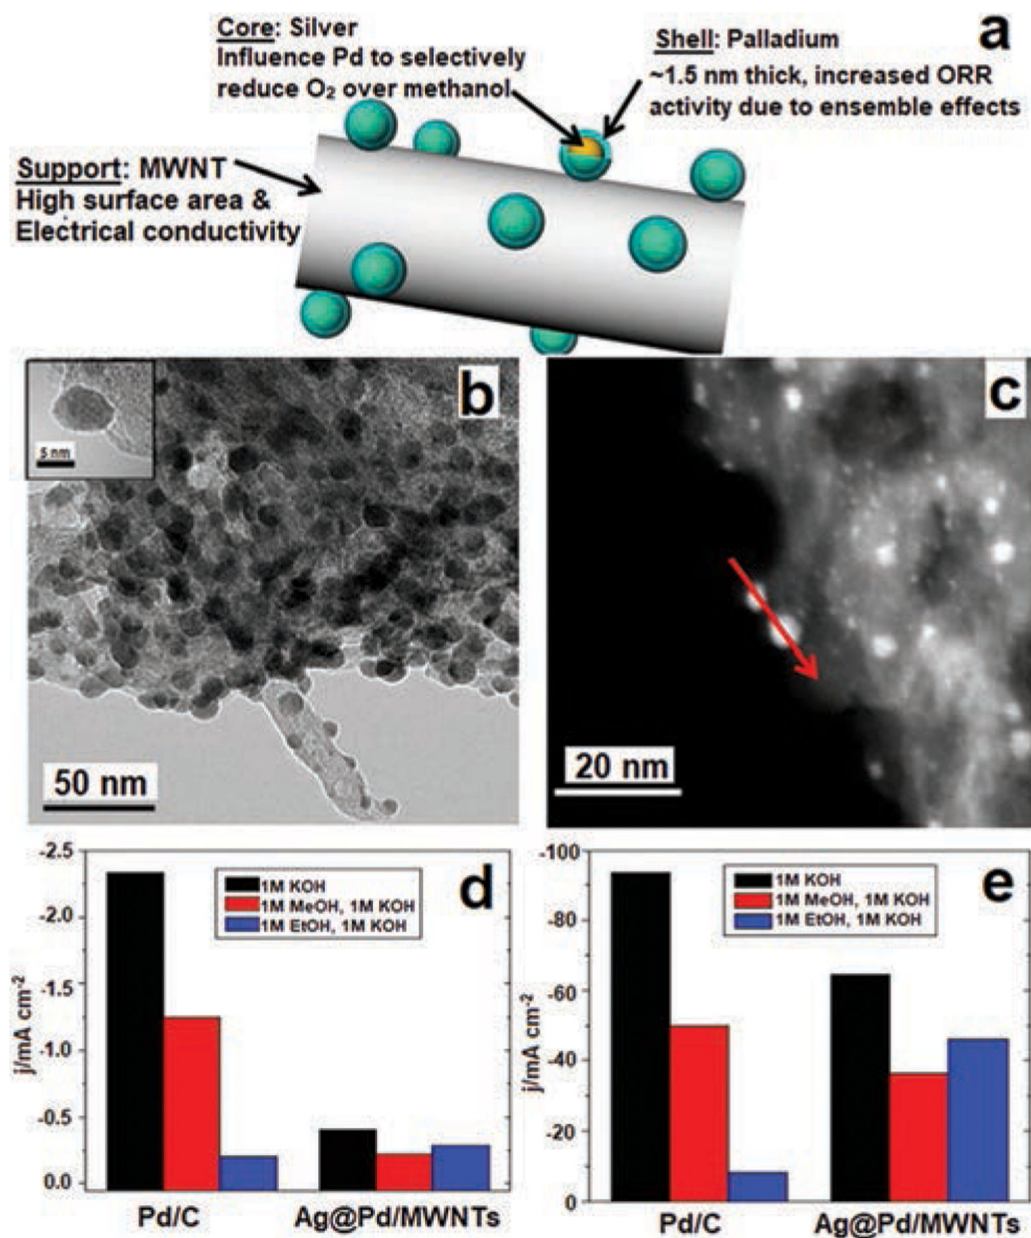 Core: Silver
Influence Pd to selectively
reduce O₂ over methanol
Shell: Palladium
~1.5 nm thick, increased ORR
activity due to ensemble effects
a
Support: MWNT
High surface area &
Electrical conductivity
b
5 nm
50 nm
c
20 nm
d
-2.5
-2.0
-1.5
-1.0
-0.5
0.0
j/mA cm⁻²
1M KOH
1M MeOH, 1M KOH
1M EtOH, 1M KOH
Pd/C
Ag@Pd/MWNTs
e
-100
-80
-60
-40
-20
0
j/mA cm⁻²
1M KOH
1M MeOH, 1M KOH
1M EtOH, 1M KOH
Pd/C
Ag@Pd/MWNTs